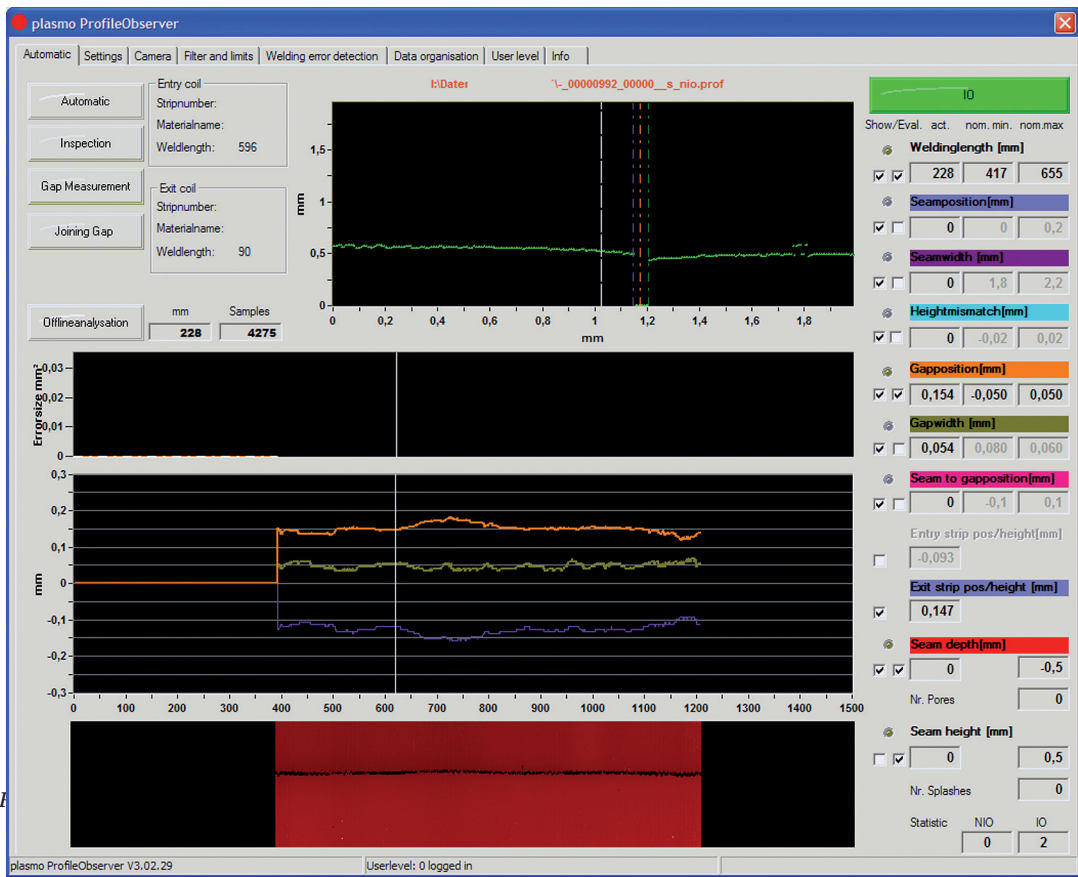 plasmo ProfileObserver
Automatic Settings Camera Filter and limits Welding error detection Data organisation User level Info
Automatic
Inspection
Gap Measurement
Joining Gap
Offlineanalysation
Entry coil
Stripnumber:
Materialname:
Weldlength: 596
Exit coil
Stripnumber:
Materialname:
Weldlength: 90
mm Samples
228 4275
I:\Dater \-_00000992_00000__s_nio.prof
mm
1,5
1
0,5
0
0 0,2 0,4 0,6 0,8 1 1,2 1,4 1,6 1,8
mm
Errorsize mm²
0,03
0,02
0,01
0
mm
0,3
0,2
0,1
0
-0,1
-0,2
-0,3
0 100 200 300 400 500 600 700 800 900 1000 1100 1200 1300 1400 1500
IO
Show/Eval. act. nom. min. nom.max
Weldinglength [mm]
228 417 655
Seamposition[mm]
0 0 0,2
Seamwidth [mm]
0 1,8 2,2
Heightmismatch[mm]
0 -0,02 0,02
Gapposition[mm]
0,154 -0,050 0,050
Gapwidth [mm]
0,054 0,080 0,060
Seam to gapposition[mm]
0 -0,1 0,1
Entry strip pos/height[mm]
-0,093
Exit strip pos/height [mm]
0,147
Seam depth[mm]
0 -0,5
Nr. Pores 0
Seam height [mm]
0 0,5
Nr. Splashes 0
Statistic NIO IO
0 2
plasmo ProfileObserver V3.02.29
Userlevel: 0 logged in